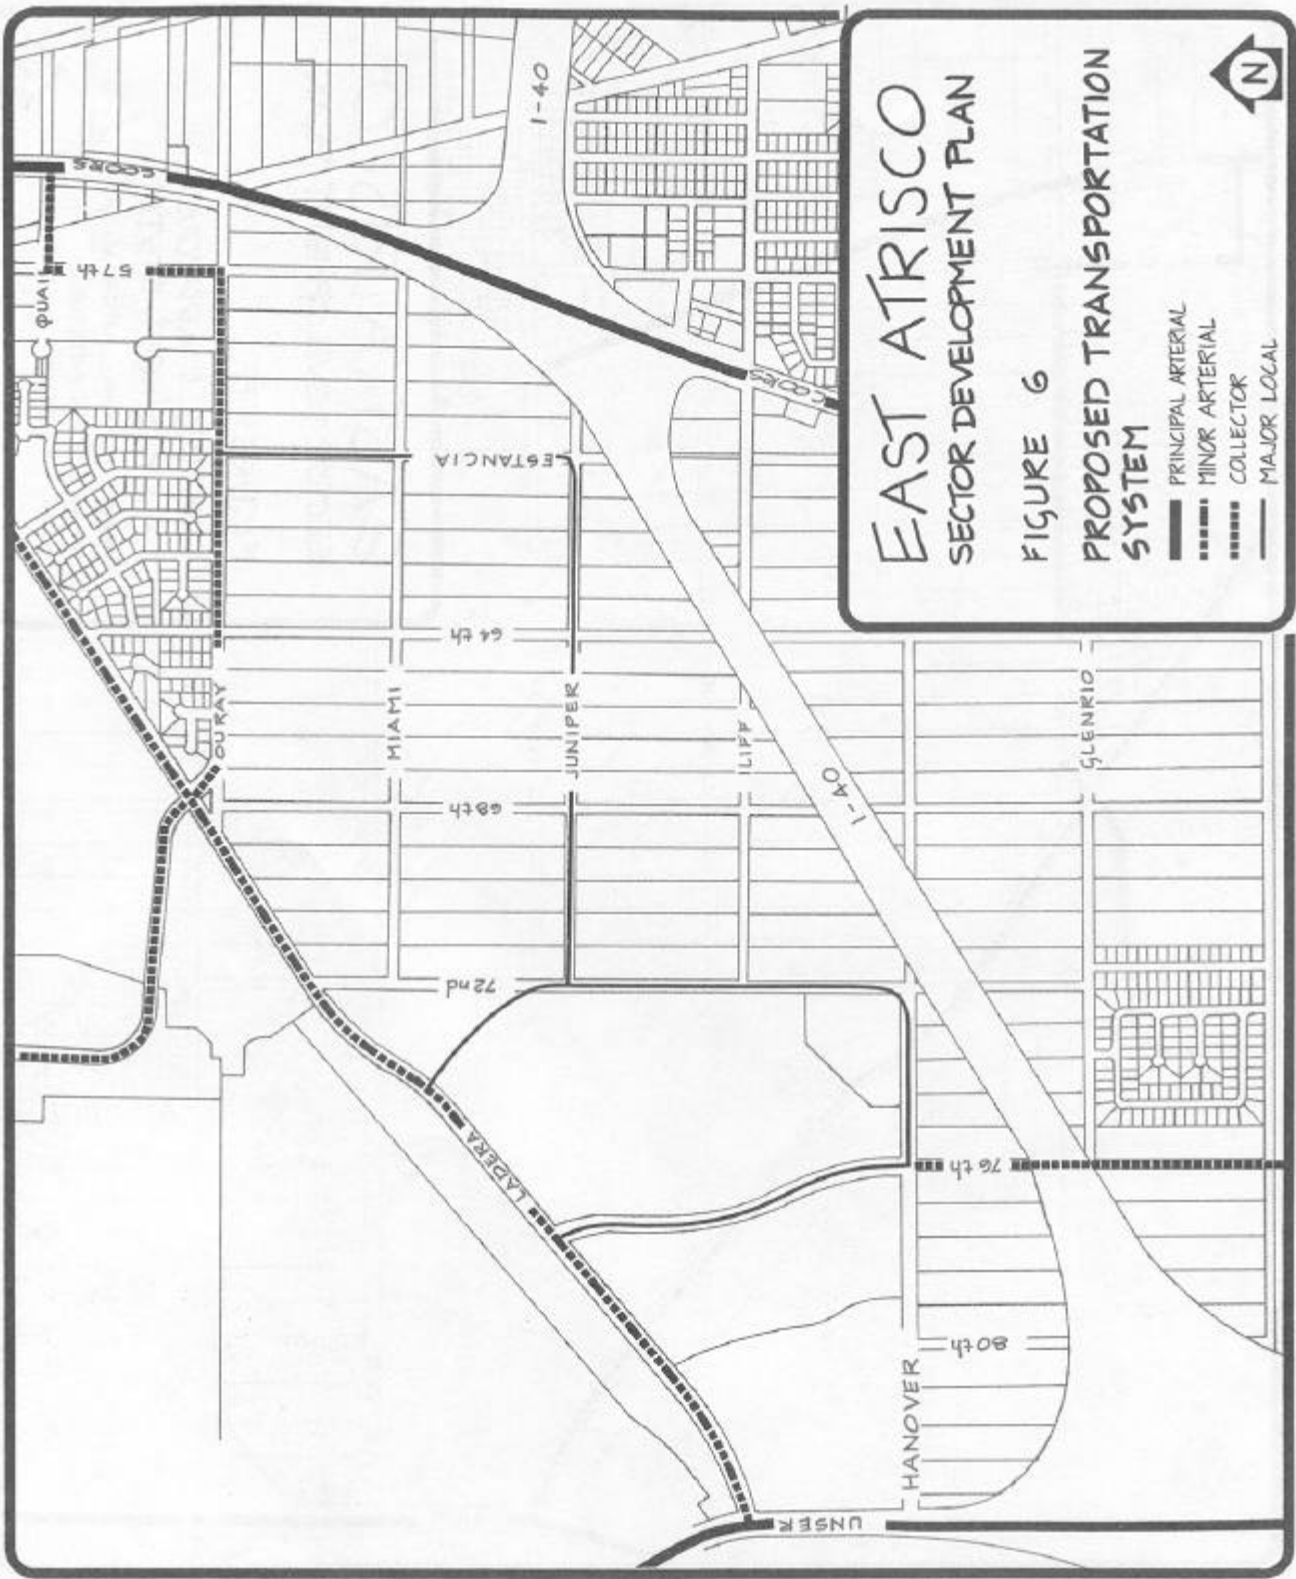 EAST ATRISCO
SECTOR DEVELOPMENT PLAN
FIGURE 6
PROPOSED TRANSPORTATION
SYSTEM
PRINCIPAL ARTERIAL
MINOR ARTERIAL
COLLECTOR
MAJOR LOCAL
N
I-40
COORS
QUAIL
57th
ESTANCIA
COORS
64th
OURAY
MIAMI
JUNIPER
ILIFF
GLENRIO
68th
I-40
72nd
LADERA
76th
80th
HANOVER
UNSER